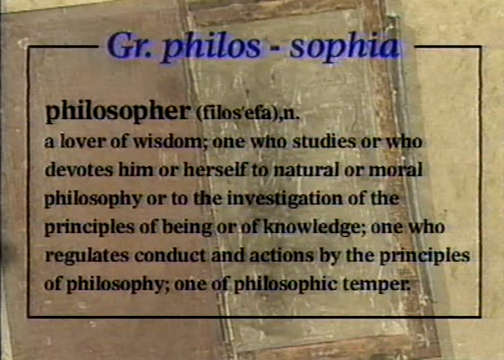 Gr. philos - sophia
philosopher (filos'efa),n.
a lover of wisdom; one who studies or who
devotes him or herself to natural or moral
philosophy or to the investigation of the
principles of being or of knowledge; one who
regulates conduct and actions by the principles
of philosophy; one of philosophic temper.